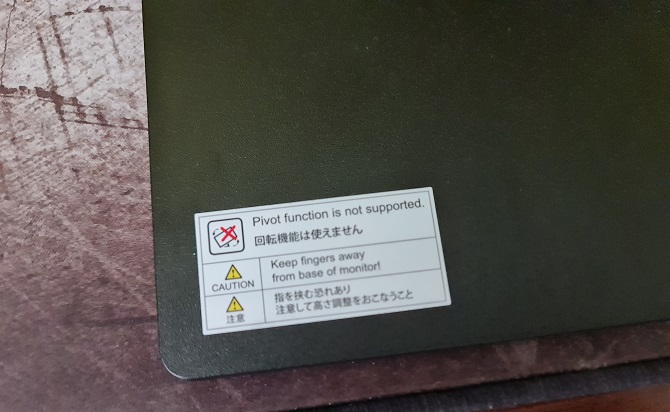 Pivot function is not supported.
回転機能は使えません
CAUTION
Keep fingers away
from base of monitor!
注意
指を挟む恐れあり
注意して高さ調整をおこなうこと